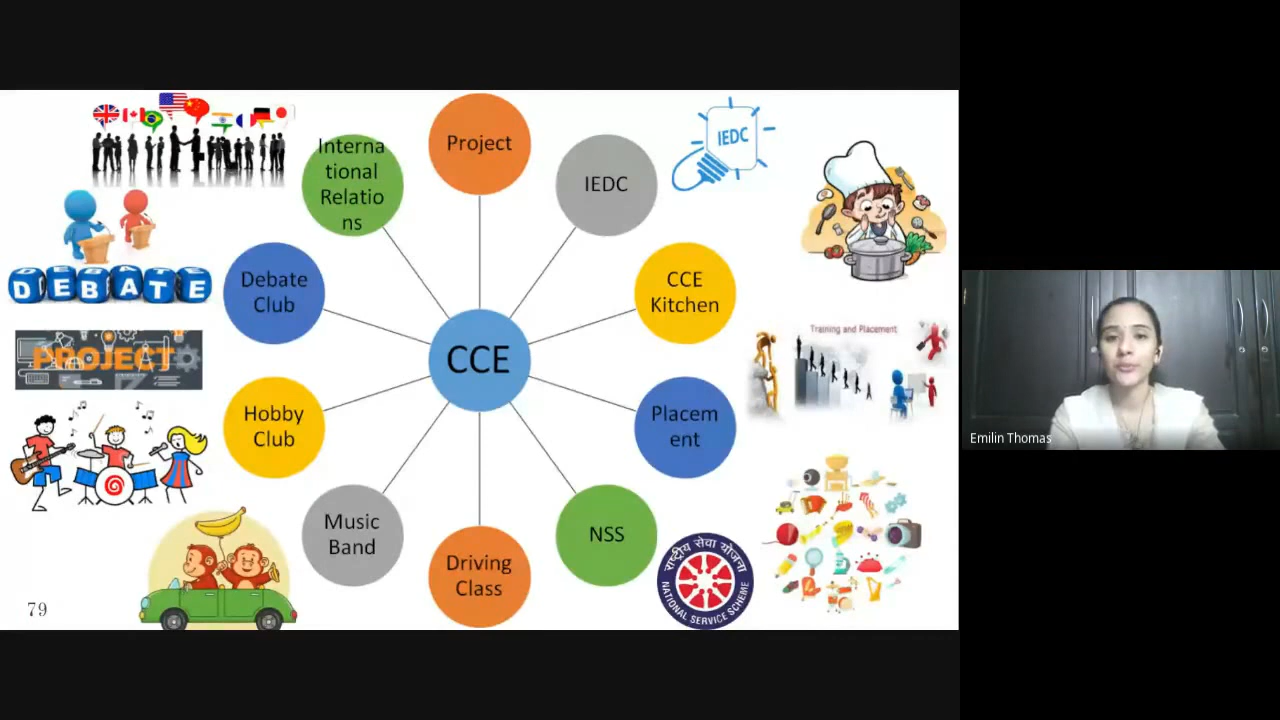 Project
IEDC
IEDC
Interna
tional
Relatio
ns
CCE
Kitchen
Debate
Club
DEBATE
DEBATE
Training and Placement
PROJECT
CCE
Placem
ent
Hobby
Club
Music
Band
NSS
Driving
Class
राष्ट्रीय सेवा योजना
NATIONAL SERVICE SCHEME
79
Emilin Thomas